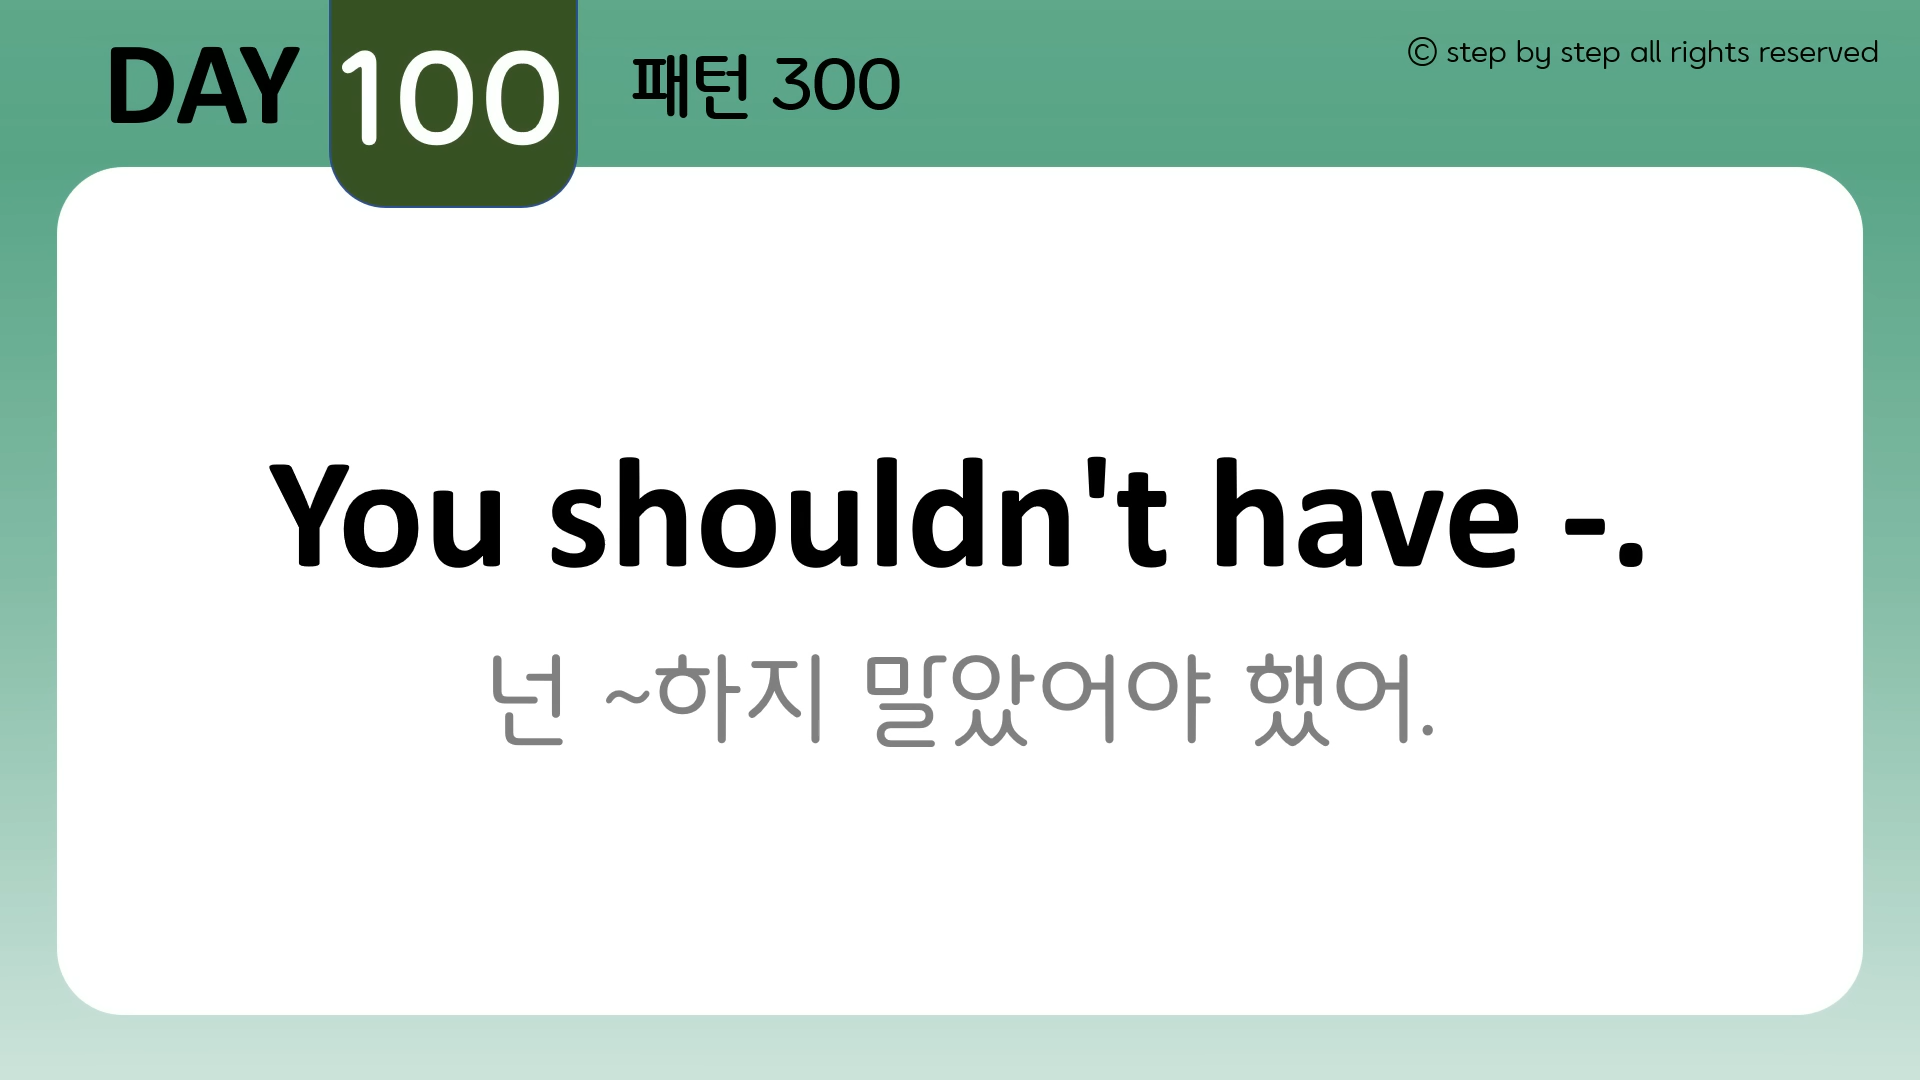 DAY 100 패턴 300
© step by step all rights reserved
You shouldn't have -.
넌 ~하지 말았어야 했어.